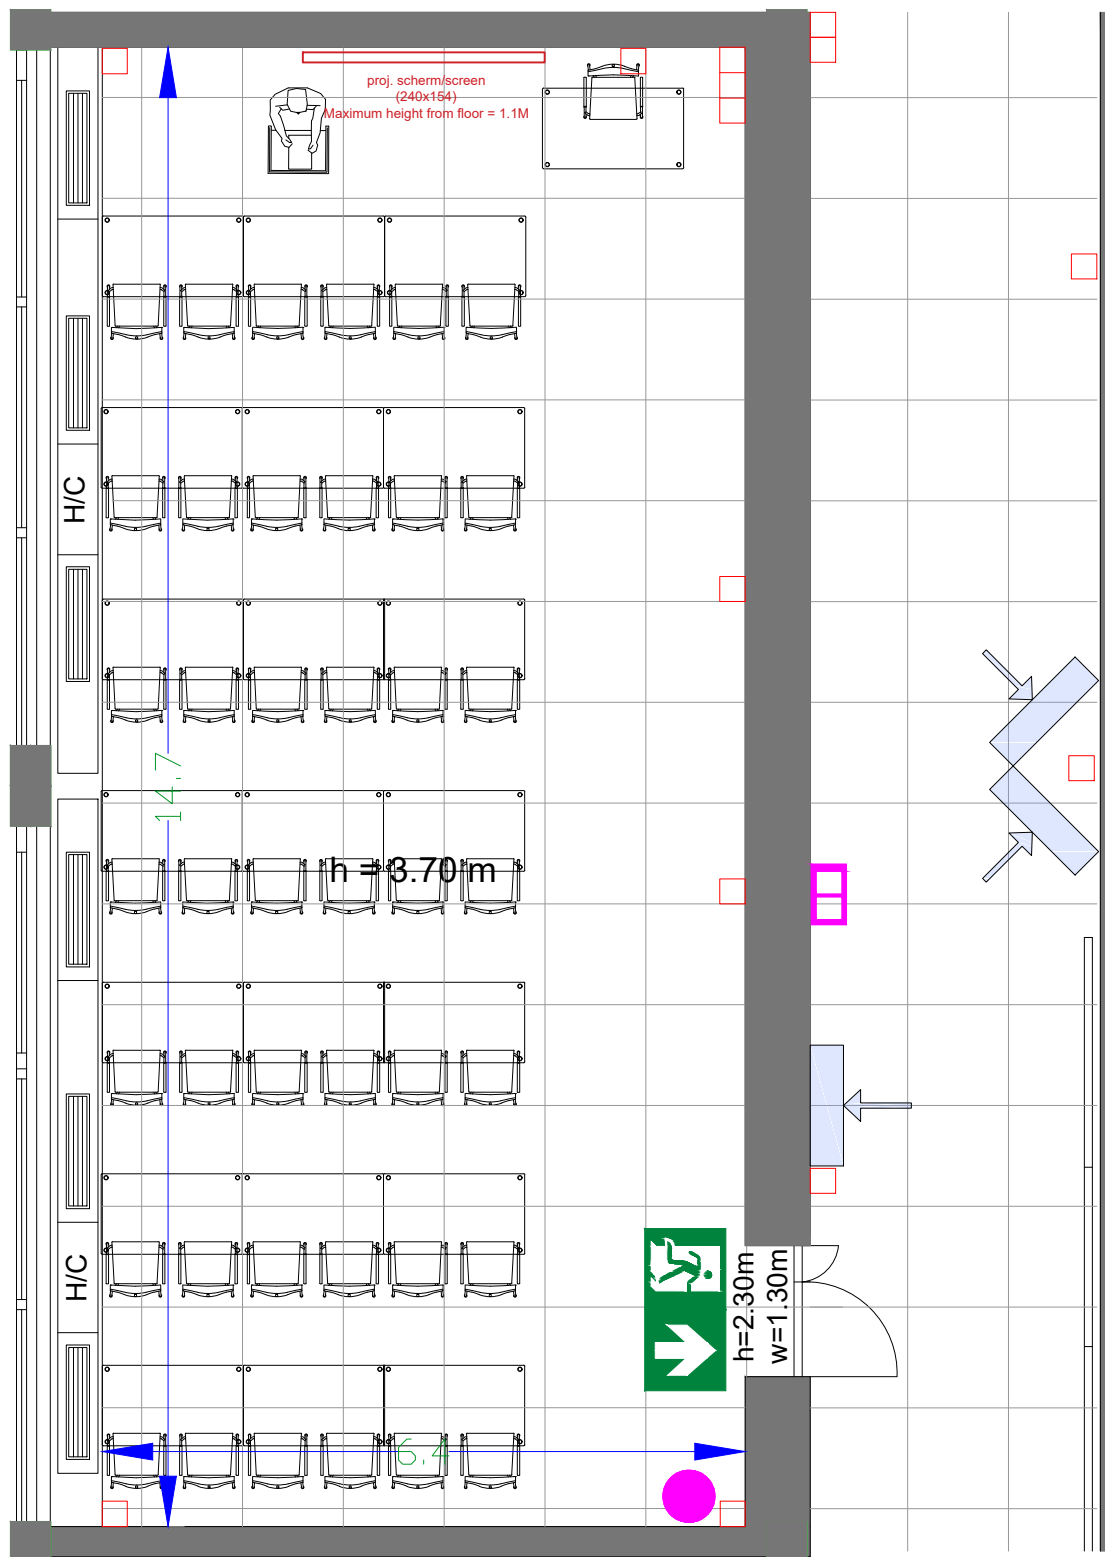 proj. scherm/screen
(240x154)
Maximum height from floor = 1.1M
H/C
14.7
h = 3.70 m
H/C
h=2.30m
w=1.30m
6.4